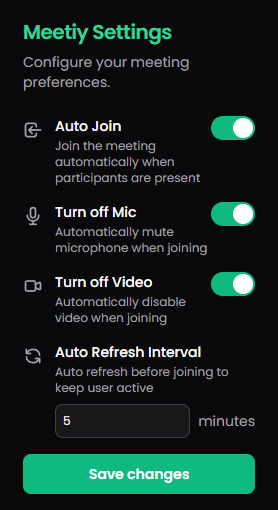 Meetiy Settings
Configure your meeting
preferences.
Auto Join
Join the meeting
automatically when
participants are present
Turn off Mic
Automatically mute
microphone when joining
Turn off Video
Automatically disable
video when joining
Auto Refresh Interval
Auto refresh before joining to
keep user active
5 minutes
Save changes